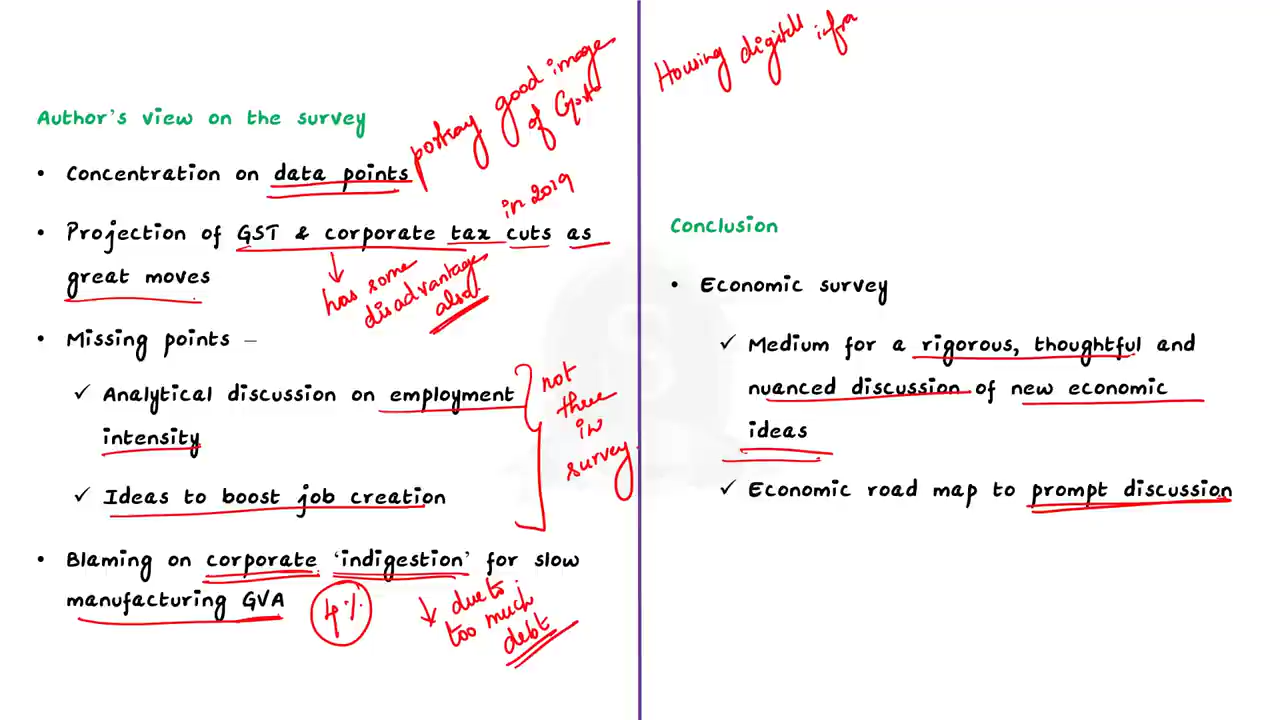 Author's view on the survey
• Concentration on data points
portray good image
of Govt
• Projection of GST & corporate tax cuts as
in 2019
great moves
↓
has some
disadvantage
also
• Missing points –
✓ Analytical discussion on employment
intensity
✓ Ideas to boost job creation
not
there
in
survey
• Blaming on corporate 'indigestion' for slow
manufacturing GVA
4%
↓ due to
too much
debt
Housing digital infra
Conclusion
• Economic survey
✓ Medium for a rigorous, thoughtful and
nuanced discussion of new economic
ideas
✓ Economic road map to prompt discussion